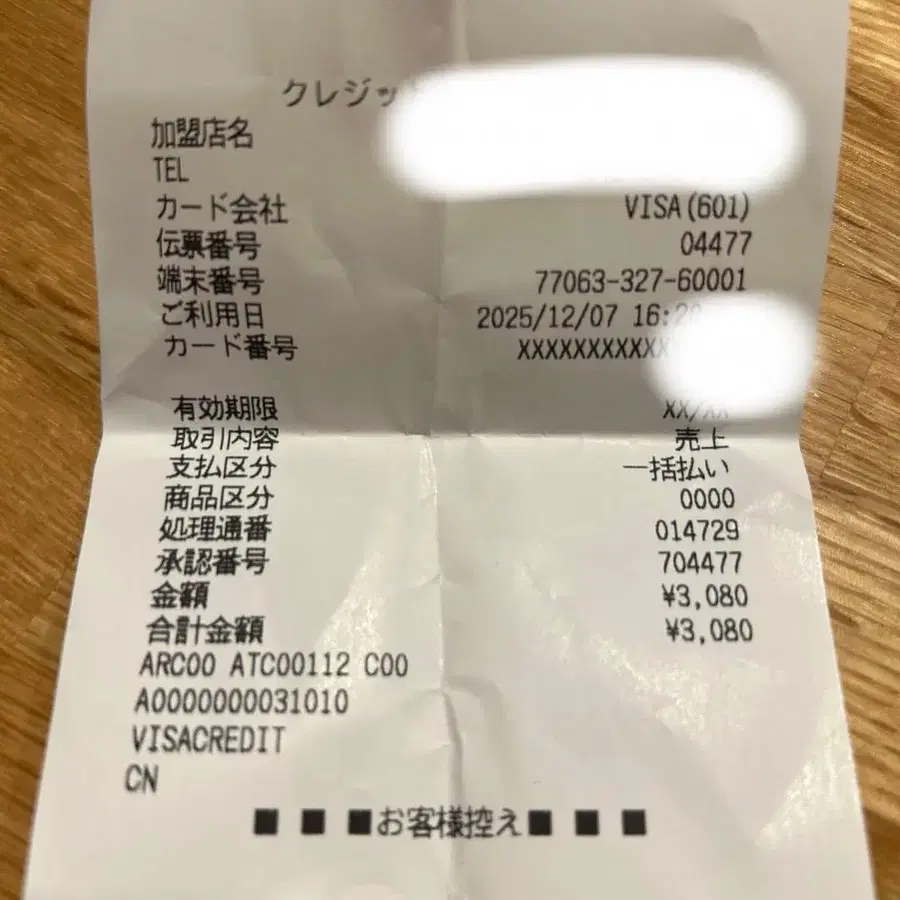 クレジッ
加盟店名
TEL
カード会社 VISA(601)
伝票番号 04477
端末番号 77063-327-60001
ご利用日 2025/12/07 16:2
カード番号 XXXXXXXXXXX
有効期限 XX/XX
取引内容 売上
支払区分 一括払い
商品区分 0000
処理通番 014729
承認番号 704477
金額 ¥3,080
合計金額 ¥3,080
ARC00 ATC00112 C00
A0000000031010
VISACREDIT
CN
■ ■ ■お客様控え■ ■ ■